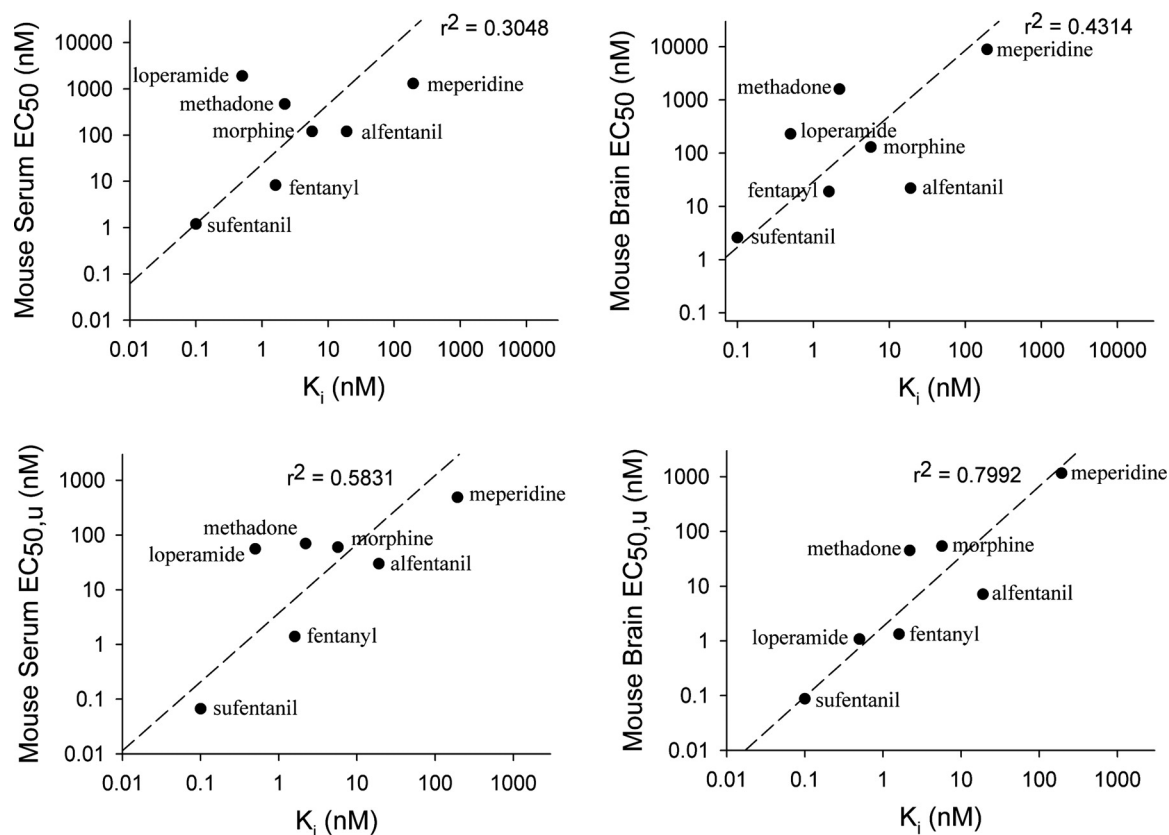 r2 = 0.3048
Mouse Serum EC50 (nM)
10000
1000
100
10
1
0.1
0.01
loperamide
methadone
morphine
meperidine
alfentanil
fentanyl
sufentanil
0.01 0.1 1 10 100 1000 10000
Ki (nM)
r2 = 0.4314
Mouse Brain EC50 (nM)
10000
1000
100
10
1
0.1
meperidine
methadone
loperamide
morphine
fentanyl
alfentanil
sufentanil
0.1 1 10 100 1000 10000
Ki (nM)
r2 = 0.5831
Mouse Serum EC50,u (nM)
1000
100
10
1
0.1
0.01
meperidine
methadone
loperamide
morphine
alfentanil
fentanyl
sufentanil
0.01 0.1 1 10 100 1000
Ki (nM)
r2 = 0.7992
Mouse Brain EC50,u (nM)
1000
100
10
1
0.1
0.01
meperidine
methadone
morphine
alfentanil
loperamide
fentanyl
sufentanil
0.01 0.1 1 10 100 1000
Ki (nM)